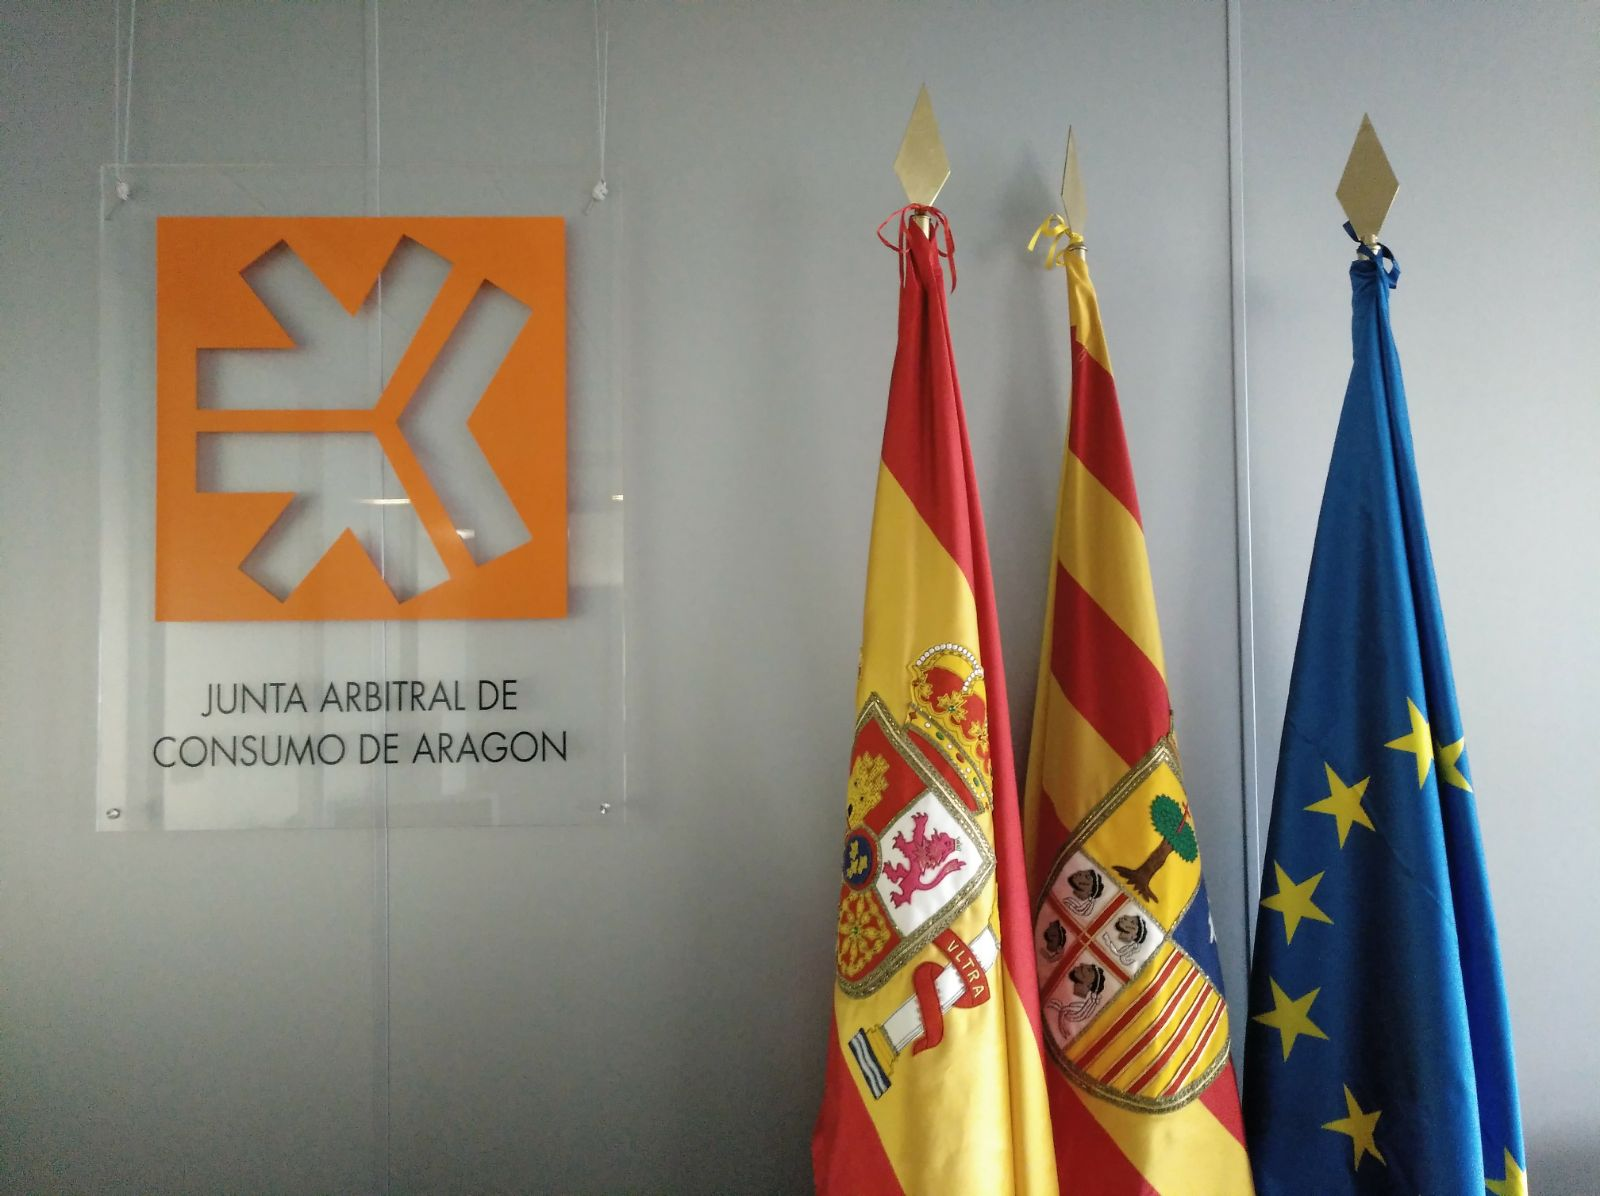 JUNTA ARBITRAL DE
CONSUMO DE ARAGON
VLTRA